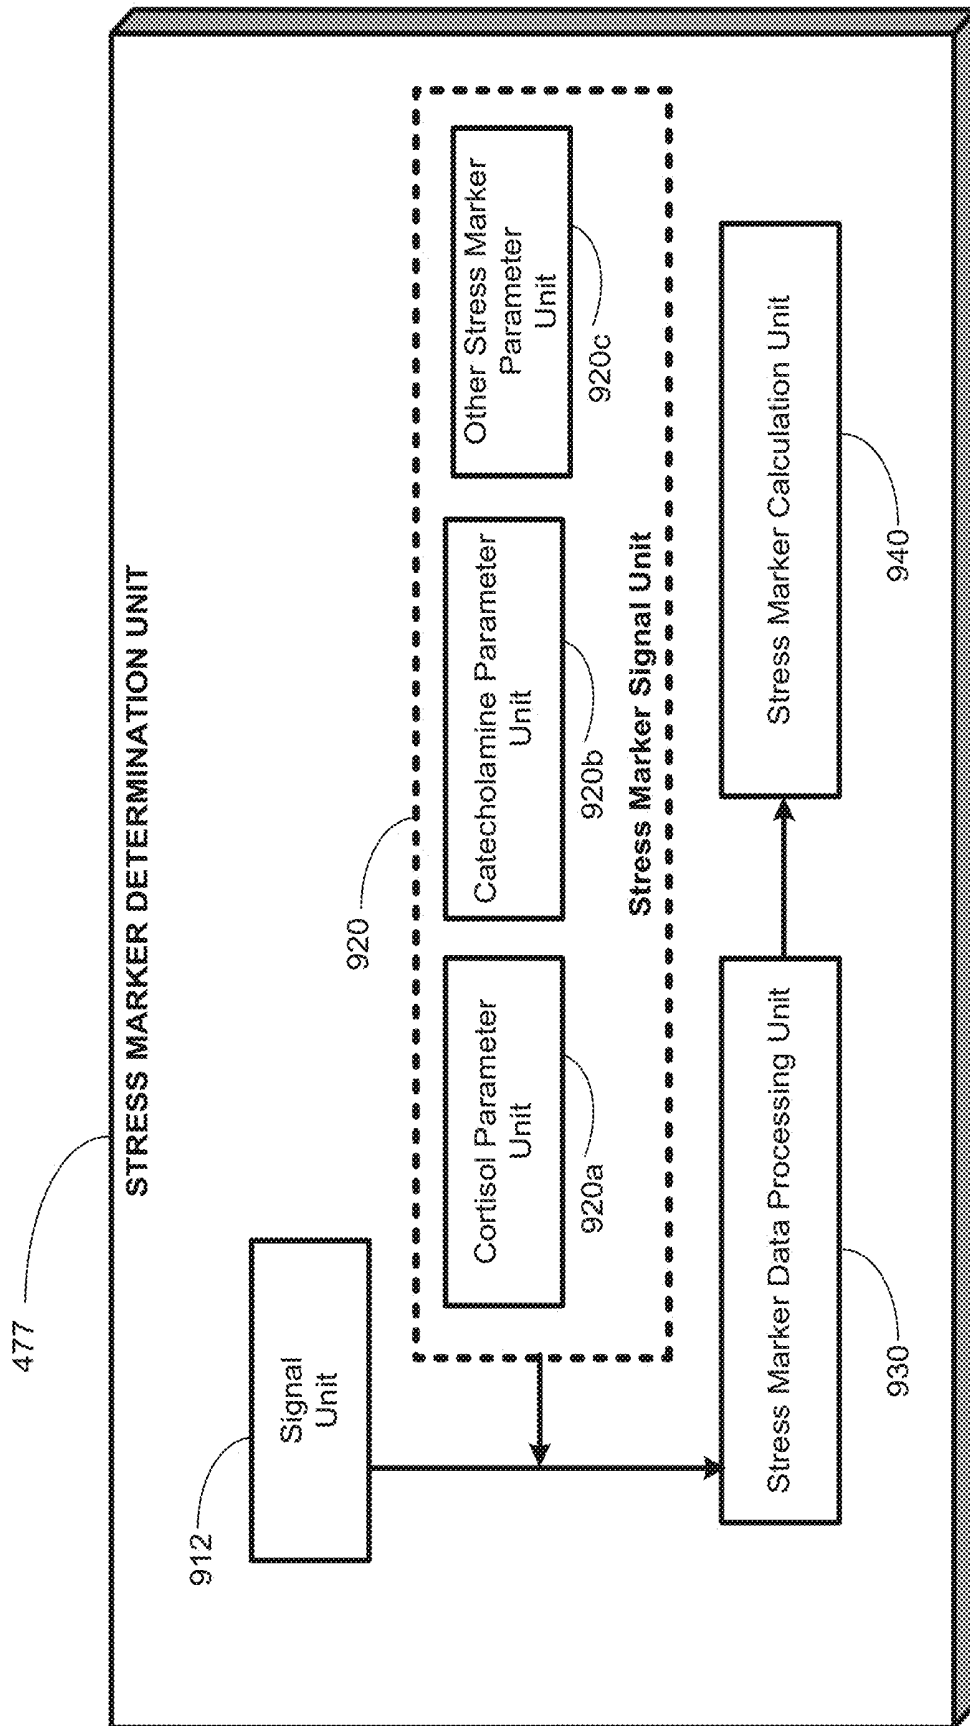 477
STRESS MARKER DETERMINATION UNIT
912
Signal
Unit
920
Cortisol Parameter
Unit
920a
Catecholamine Parameter
Unit
920b
Other Stress Marker
Parameter
Unit
920c
Stress Marker Signal Unit
Stress Marker Data Processing Unit
930
Stress Marker Calculation Unit
940